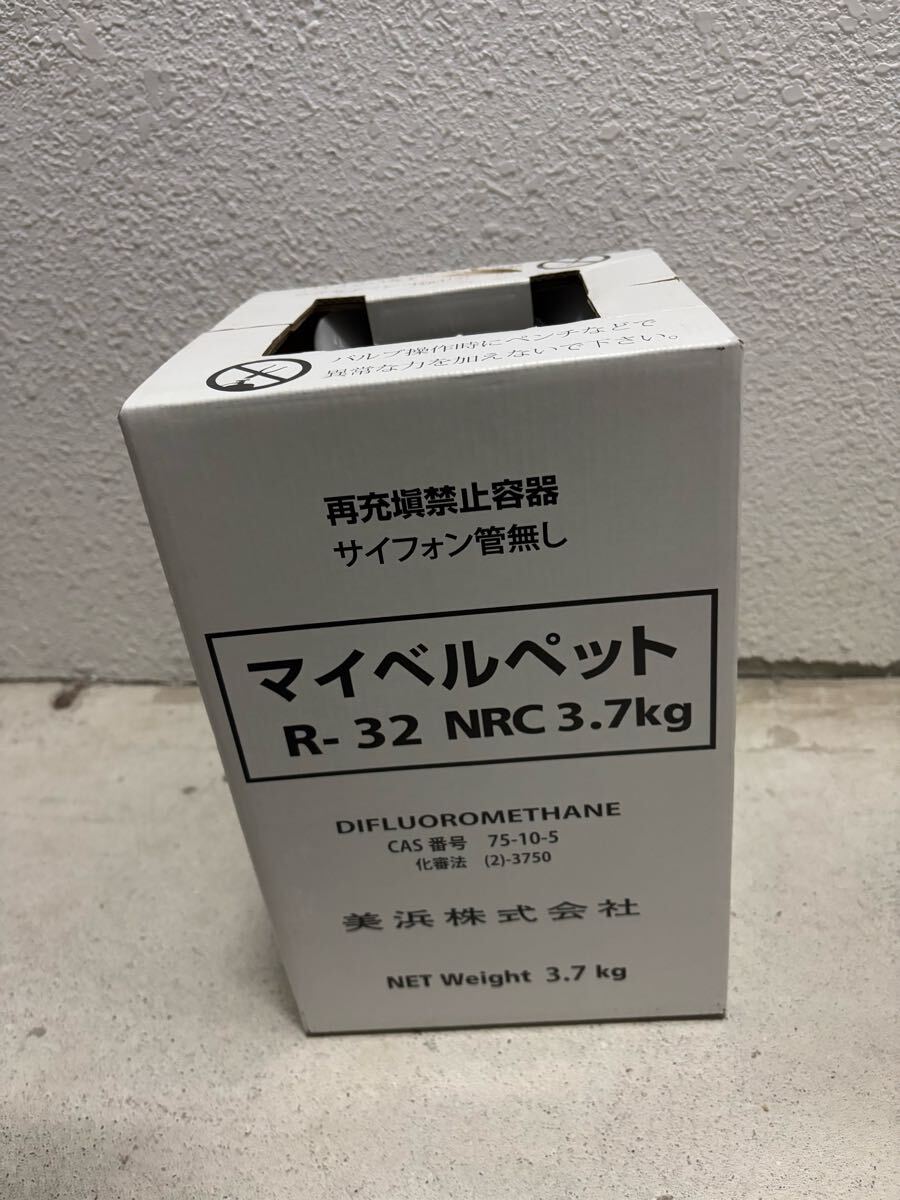 バルブ操作時にペンチなどで
異常な力を加えないで下さい。
再充塡禁止容器
サイフォン管無し
マイベルペット
R-32 NRC 3.7kg
DIFLUOROMETHANE
CAS 番号 75-10-5
化審法 (2)-3750
美浜株式会社
NET Weight 3.7 kg